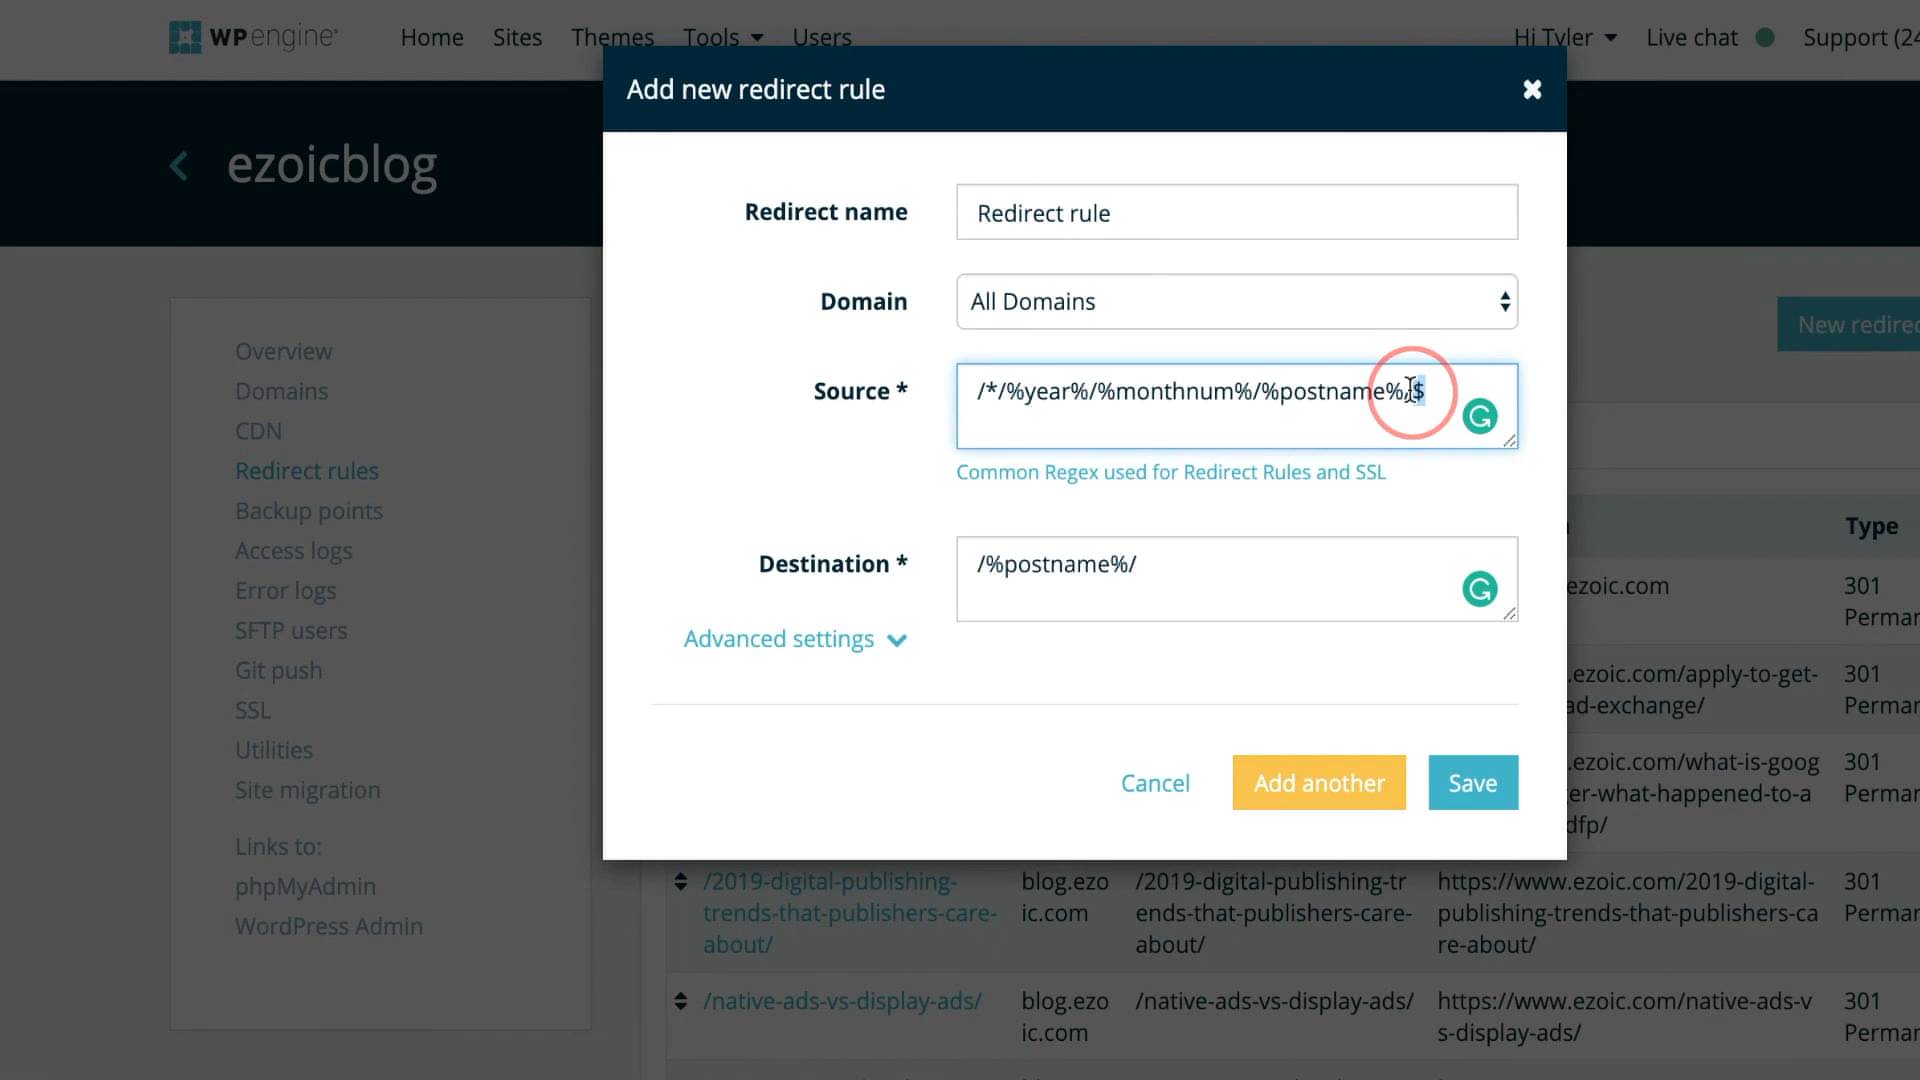 WP engine
Home Sites Themes Tools Users
Hi Tyler Live chat Support (24
Add new redirect rule
ezoicblog
Redirect name
Redirect rule
Domain
All Domains
New redirec
Source *
/*/%year%/%monthnum%/%postname%/$
Common Regex used for Redirect Rules and SSL
Destination *
/%postname%/
Advanced settings
Cancel
Add another
Save
Overview
Domains
CDN
Redirect rules
Backup points
Access logs
Error logs
SFTP users
Git push
SSL
Utilities
Site migration
Links to:
phpMyAdmin
WordPress Admin
Type
ezoic.com
301
Perman
.ezoic.com/apply-to-get-
ad-exchange/
301
Perman
.ezoic.com/what-is-goog
er-what-happened-to-a
dfp/
301
Perman
/2019-digital-publishing-
trends-that-publishers-care-
about/
blog.ezo
ic.com
/2019-digital-publishing-tr
ends-that-publishers-care-
about/
https://www.ezoic.com/2019-digital-
publishing-trends-that-publishers-ca
re-about/
301
Perman
/native-ads-vs-display-ads/
blog.ezo
ic.com
/native-ads-vs-display-ads/
https://www.ezoic.com/native-ads-v
s-display-ads/
301
Perman